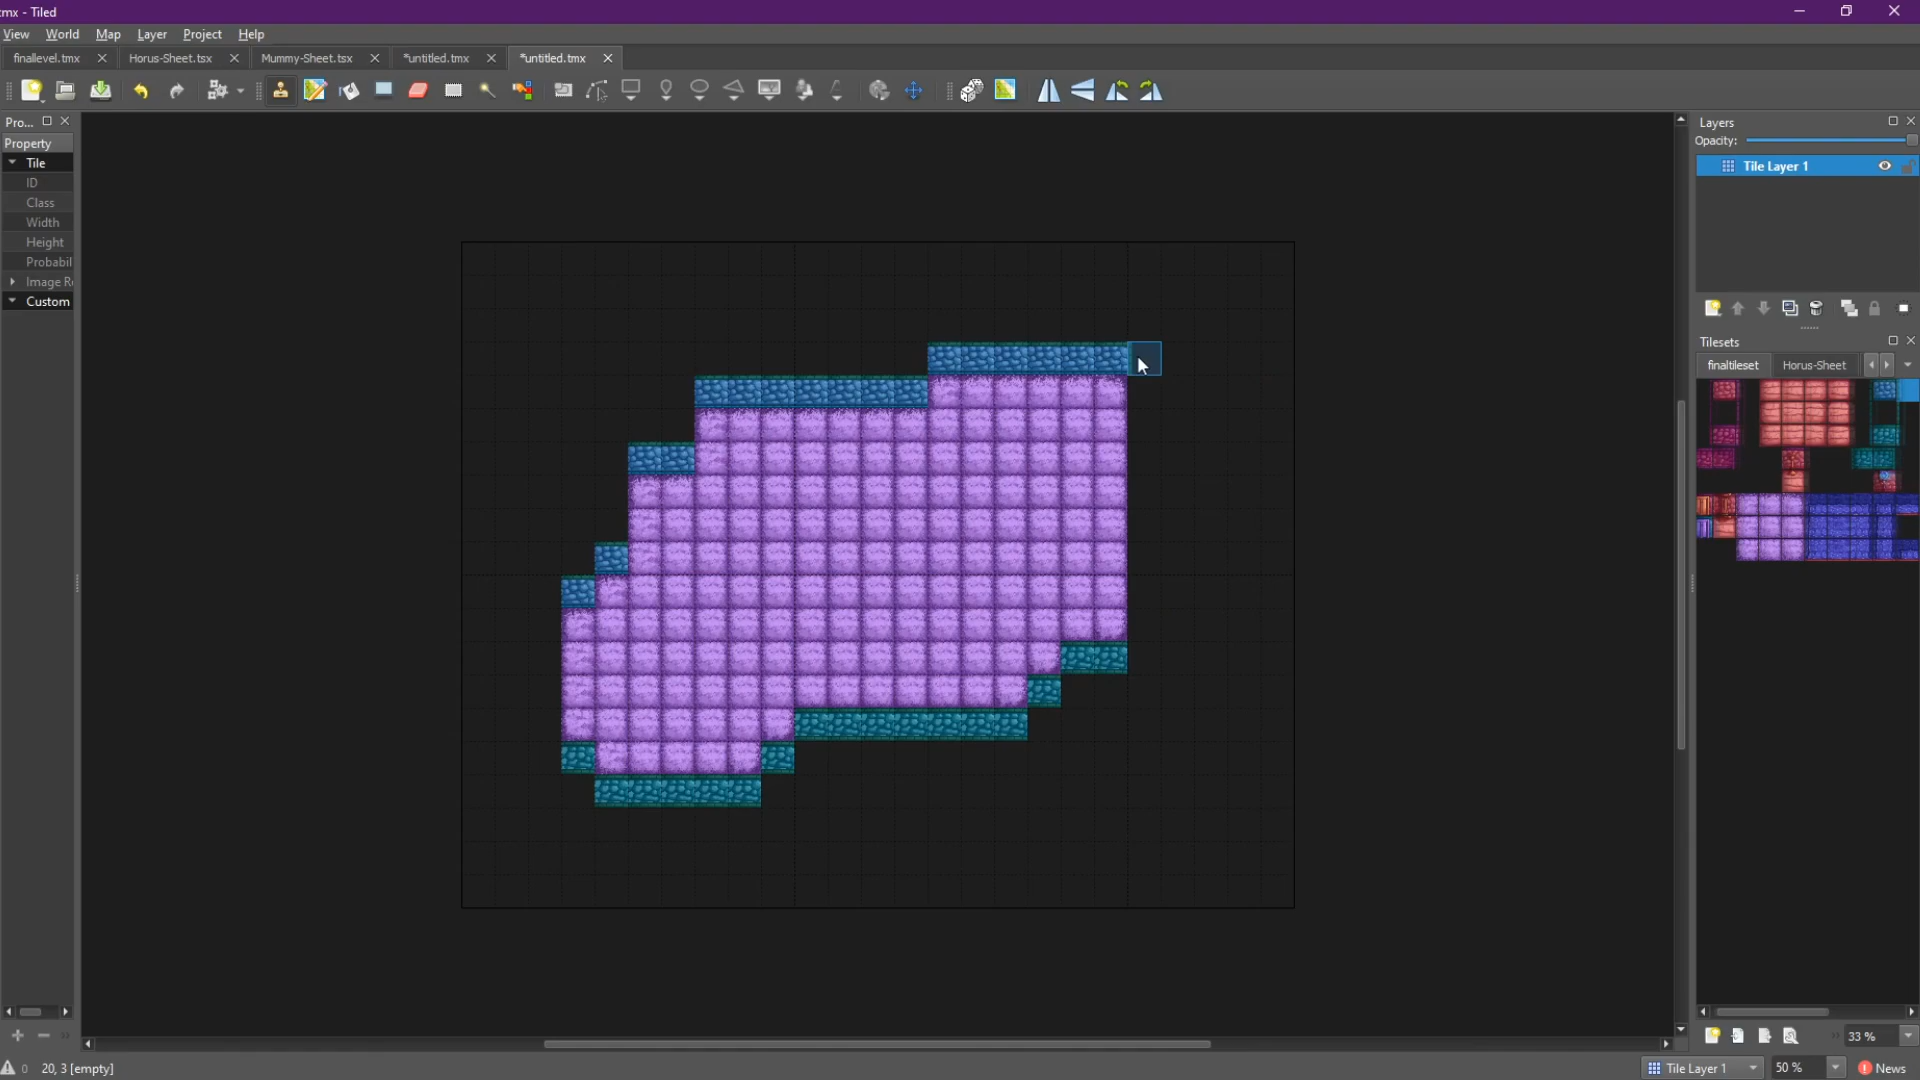 tmx - Tiled
View World Map Layer Project Help
finallevel.tmx Horus-Sheet.tsx Mummy-Sheet.tsx *untitled.tmx *untitled.tmx
Pro...
Property
Tile
ID
Class
Width
Height
Probabil
Image R
Custom
Layers
Opacity:
Tile Layer 1
Tilesets
finaltileset Horus-Sheet
33 %
0 20, 3 [empty]
Tile Layer 1 50 % News